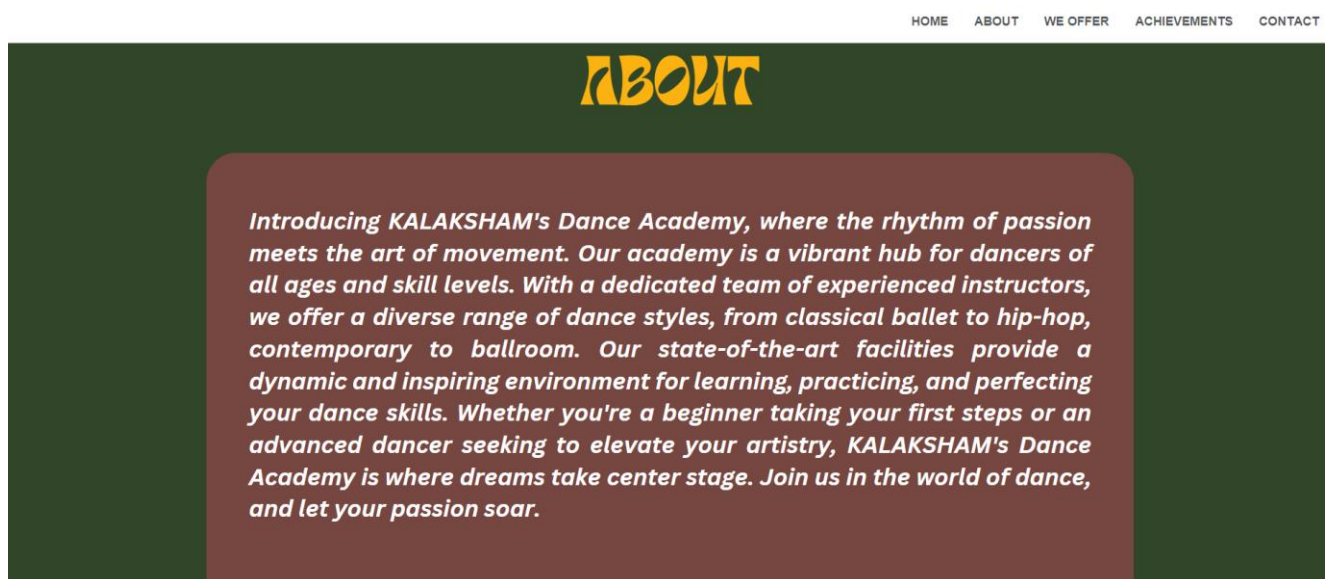 HOME ABOUT WE OFFER ACHIEVEMENTS CONTACT
ABOUT
Introducing KALAKSHAM's Dance Academy, where the rhythm of passion
meets the art of movement. Our academy is a vibrant hub for dancers of
all ages and skill levels. With a dedicated team of experienced instructors,
we offer a diverse range of dance styles, from classical ballet to hip-hop,
contemporary to ballroom. Our state-of-the-art facilities provide a
dynamic and inspiring environment for learning, practicing, and perfecting
your dance skills. Whether you're a beginner taking your first steps or an
advanced dancer seeking to elevate your artistry, KALAKSHAM's Dance
Academy is where dreams take center stage. Join us in the world of dance,
and let your passion soar.